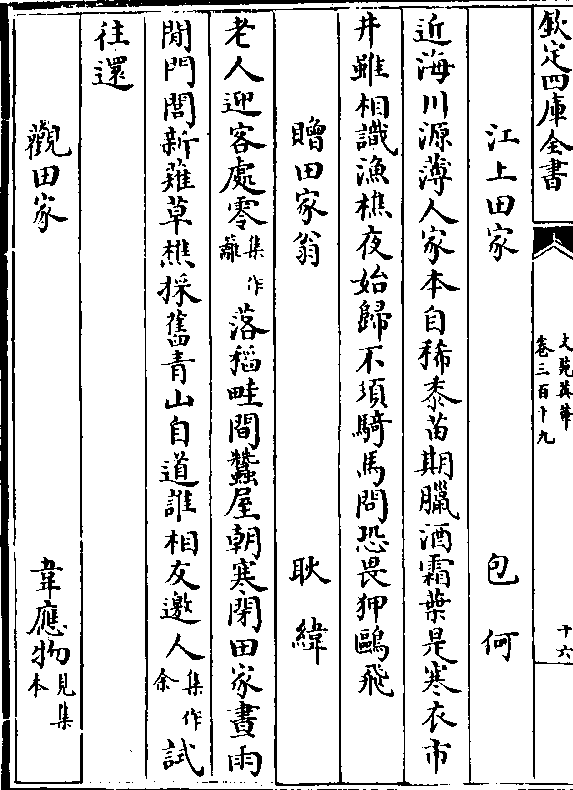 欽定四庫全書
文苑英華
卷三百十九
十六
江上田家 包何
近海川源薄人家本自稀黍苗期臘酒霜葉是寒衣市
井雖相識漁樵夜始歸不須騎馬問恐畏狎鷗飛
贈田家翁 耿緯
老人迎客處零集作籬落稻畦間蠶屋朝寒閉田家晝雨
閒門閭新薙草樵採舊青山自道誰相友邀人集作余試
往還
觀田家 韋應物見集本